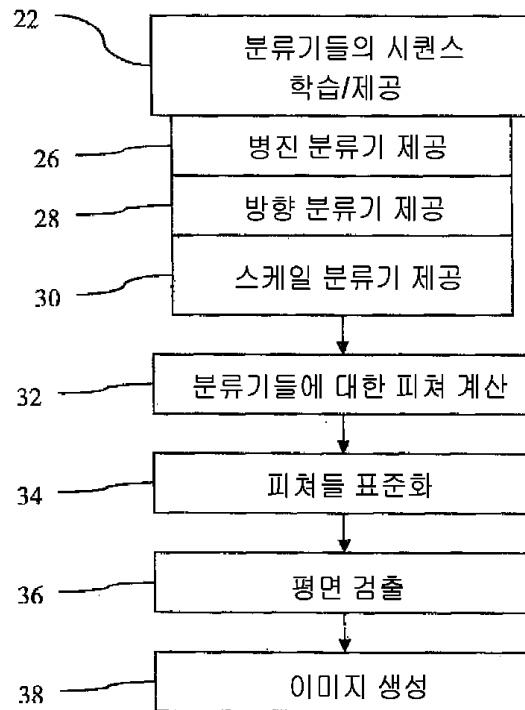 22
분류기들의 시퀀스
학습/제공
26
병진 분류기 제공
28
방향 분류기 제공
30
스케일 분류기 제공
32
분류기들에 대한 피쳐 계산
34
피쳐들 표준화
36
평면 검출
38
이미지 생성